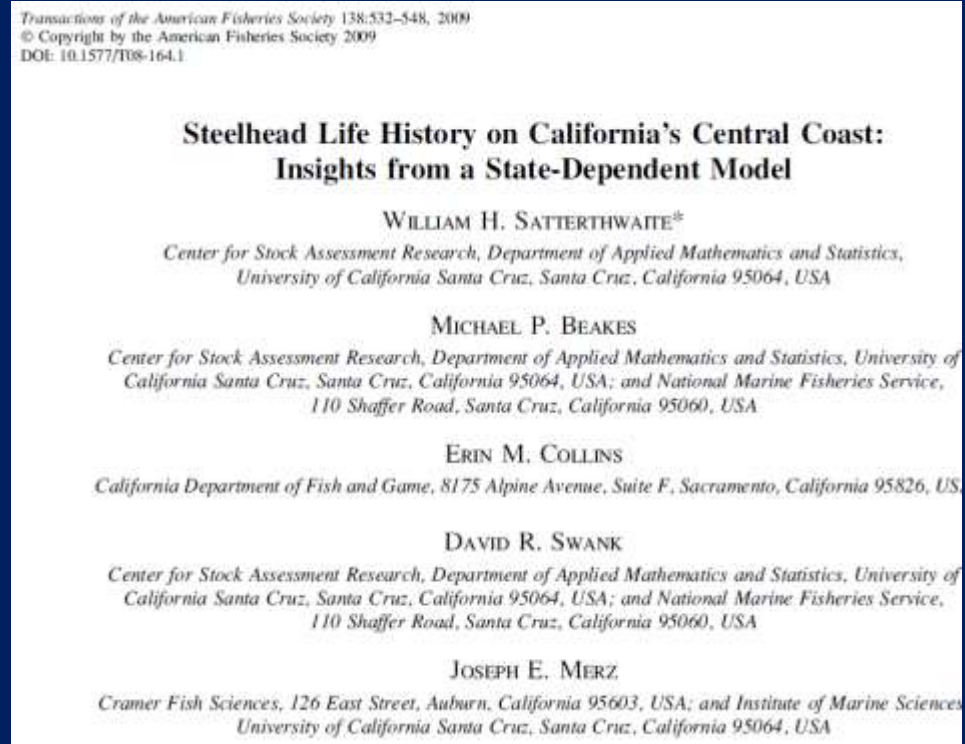 Transactions of the American Fisheries Society 138:532–548, 2009
© Copyright by the American Fisheries Society 2009
DOI: 10.1577/T08-164.1
Steelhead Life History on California's Central Coast:
Insights from a State-Dependent Model
WILLIAM H. SATTERTHWAITE*
Center for Stock Assessment Research, Department of Applied Mathematics and Statistics,
University of California Santa Cruz, Santa Cruz, California 95064, USA
MICHAEL P. BEAKES
Center for Stock Assessment Research, Department of Applied Mathematics and Statistics, University of
California Santa Cruz, Santa Cruz, California 95064, USA; and National Marine Fisheries Service,
110 Shaffer Road, Santa Cruz, California 95060, USA
ERIN M. COLLINS
California Department of Fish and Game, 8175 Alpine Avenue, Suite F, Sacramento, California 95826, US
DAVID R. SWANK
Center for Stock Assessment Research, Department of Applied Mathematics and Statistics, University of
California Santa Cruz, Santa Cruz, California 95064, USA; and National Marine Fisheries Service,
110 Shaffer Road, Santa Cruz, California 95060, USA
JOSEPH E. MERZ
Cramer Fish Sciences, 126 East Street, Auburn, California 95603, USA; and Institute of Marine Sciences
University of California Santa Cruz, Santa Cruz, California 95064, USA